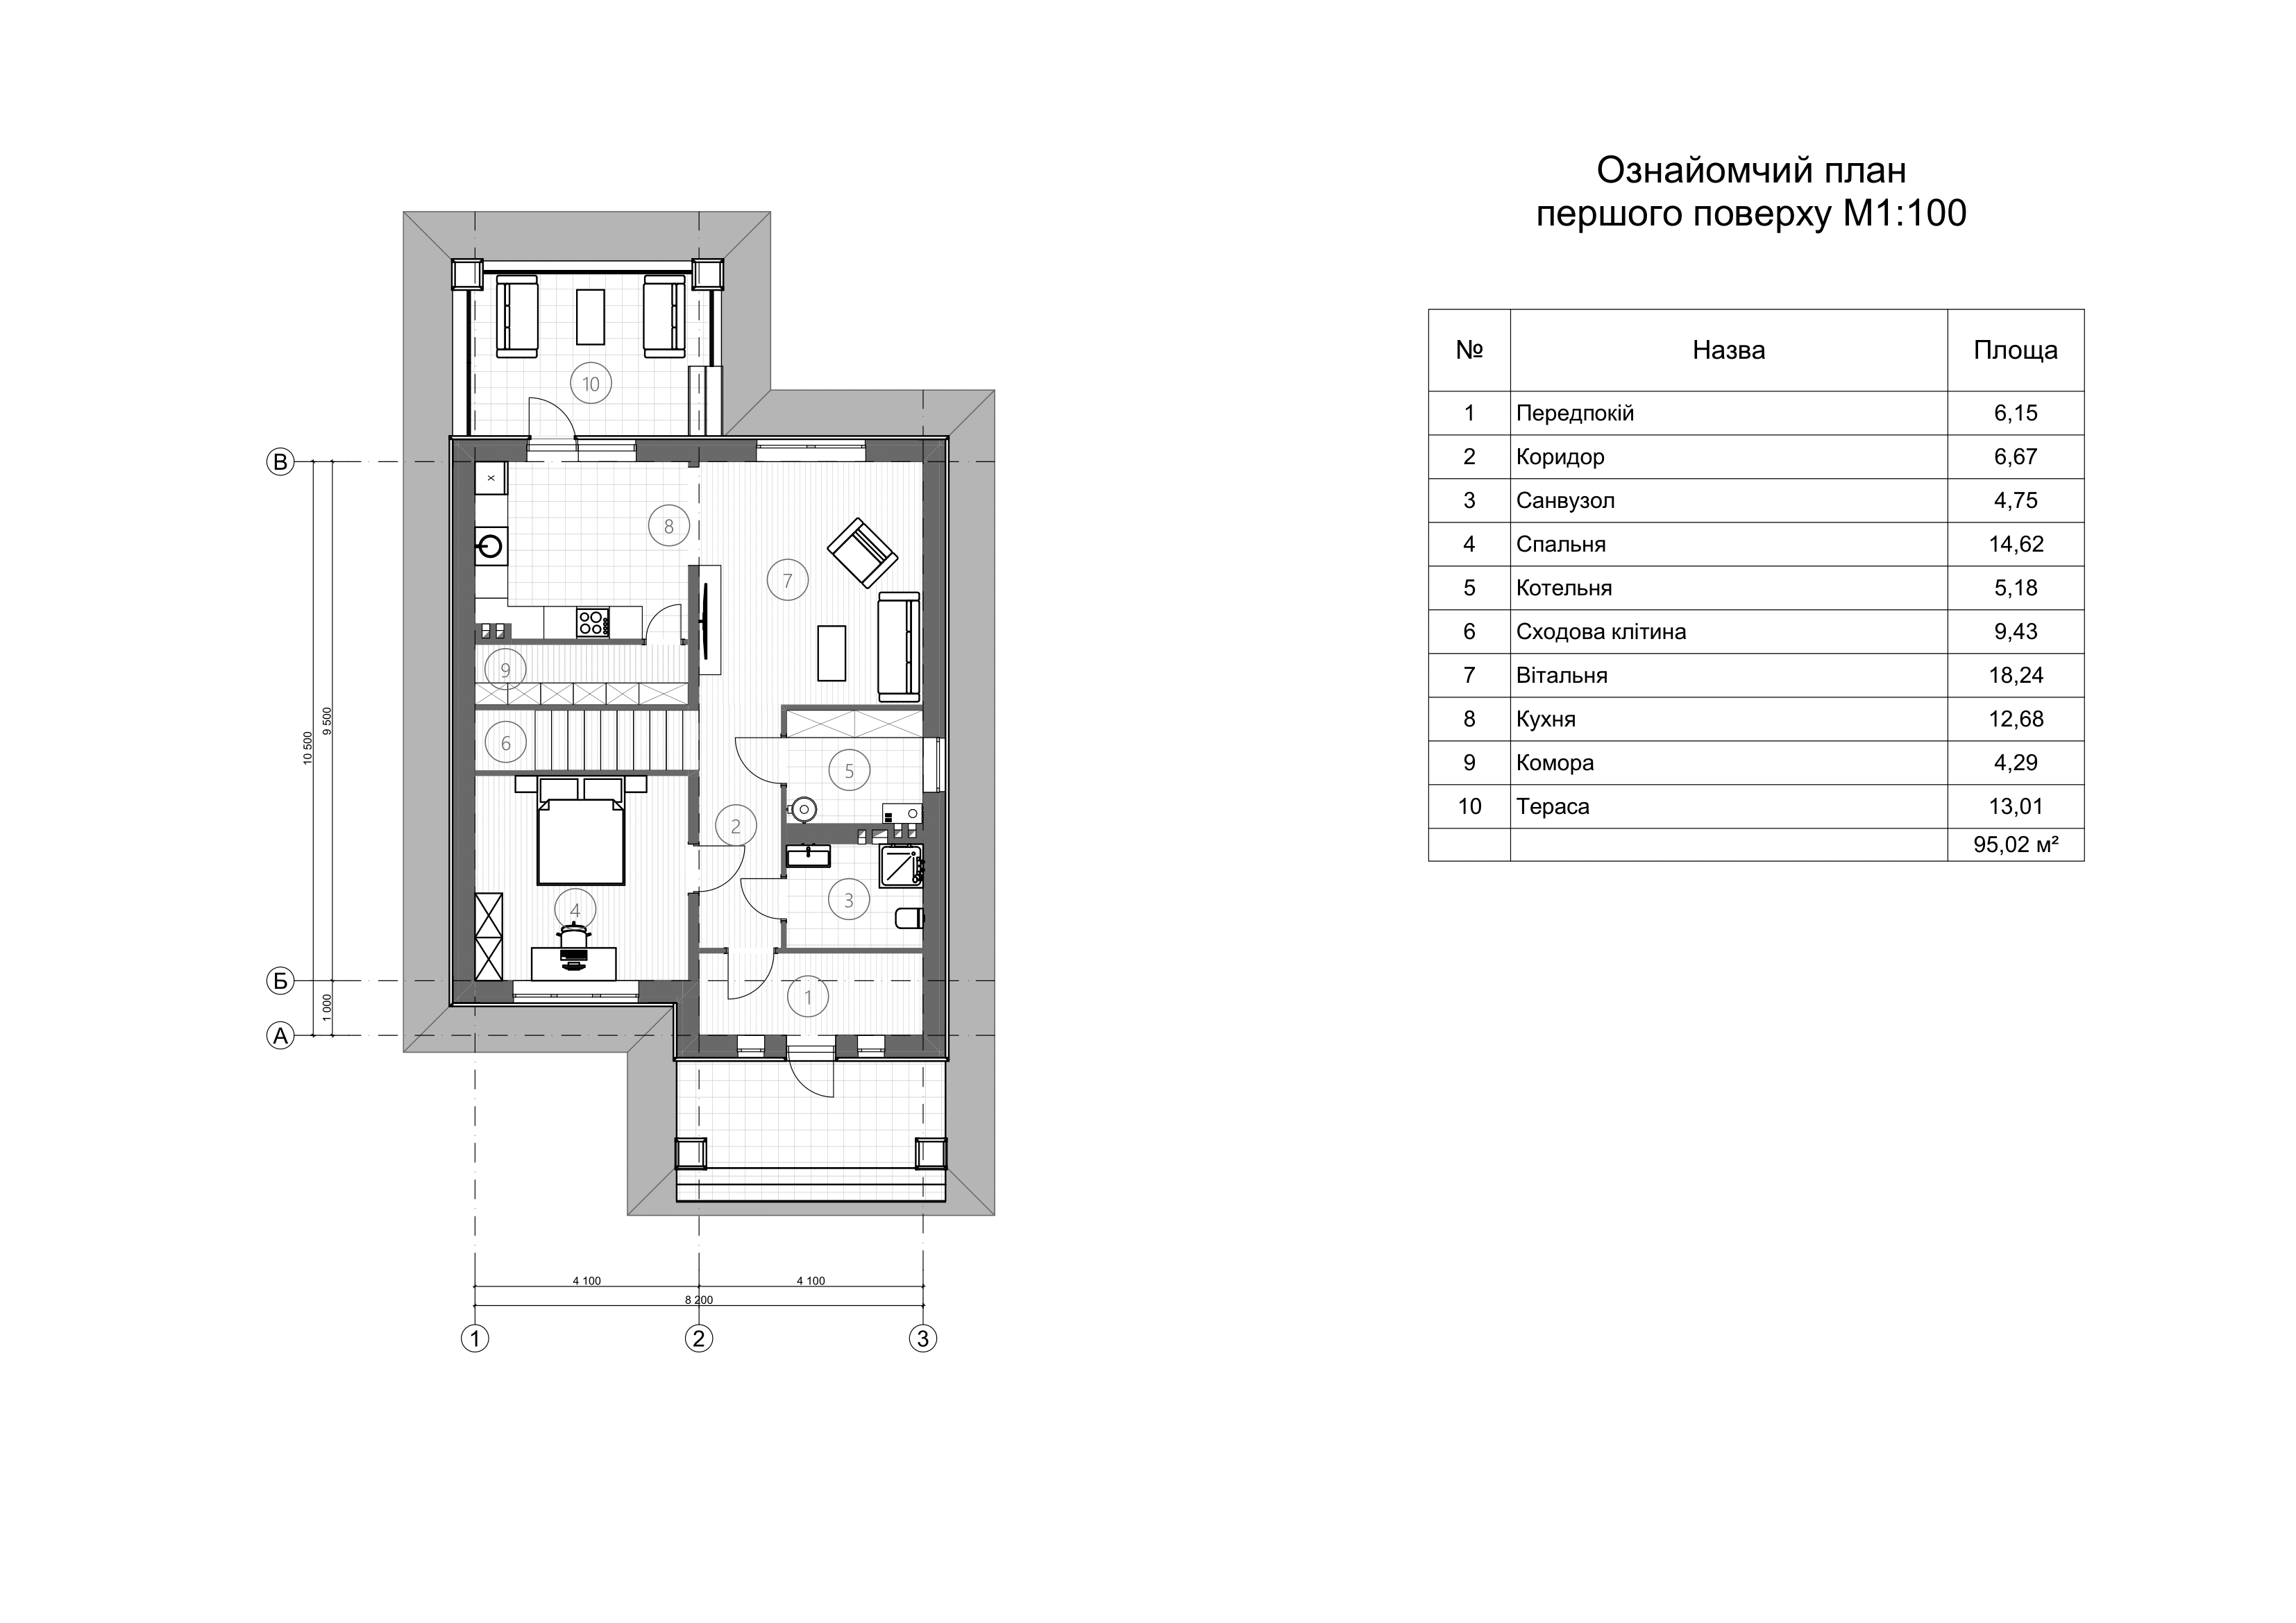 Ознайомчий план
першого поверху М1:100
№ Назва Площа
1 Передпокій 6,15
2 Коридор 6,67
3 Санвузол 4,75
4 Спальня 14,62
5 Котельня 5,18
6 Сходова клітина 9,43
7 Вітальня 18,24
8 Кухня 12,68
9 Комора 4,29
10 Тераса 13,01
95,02 м²
10
В
х
8
7
9
9 500
10 500
6
5
2
4
3
Б
1
1 000
А
4 100 4 100
8 200
1 2 3